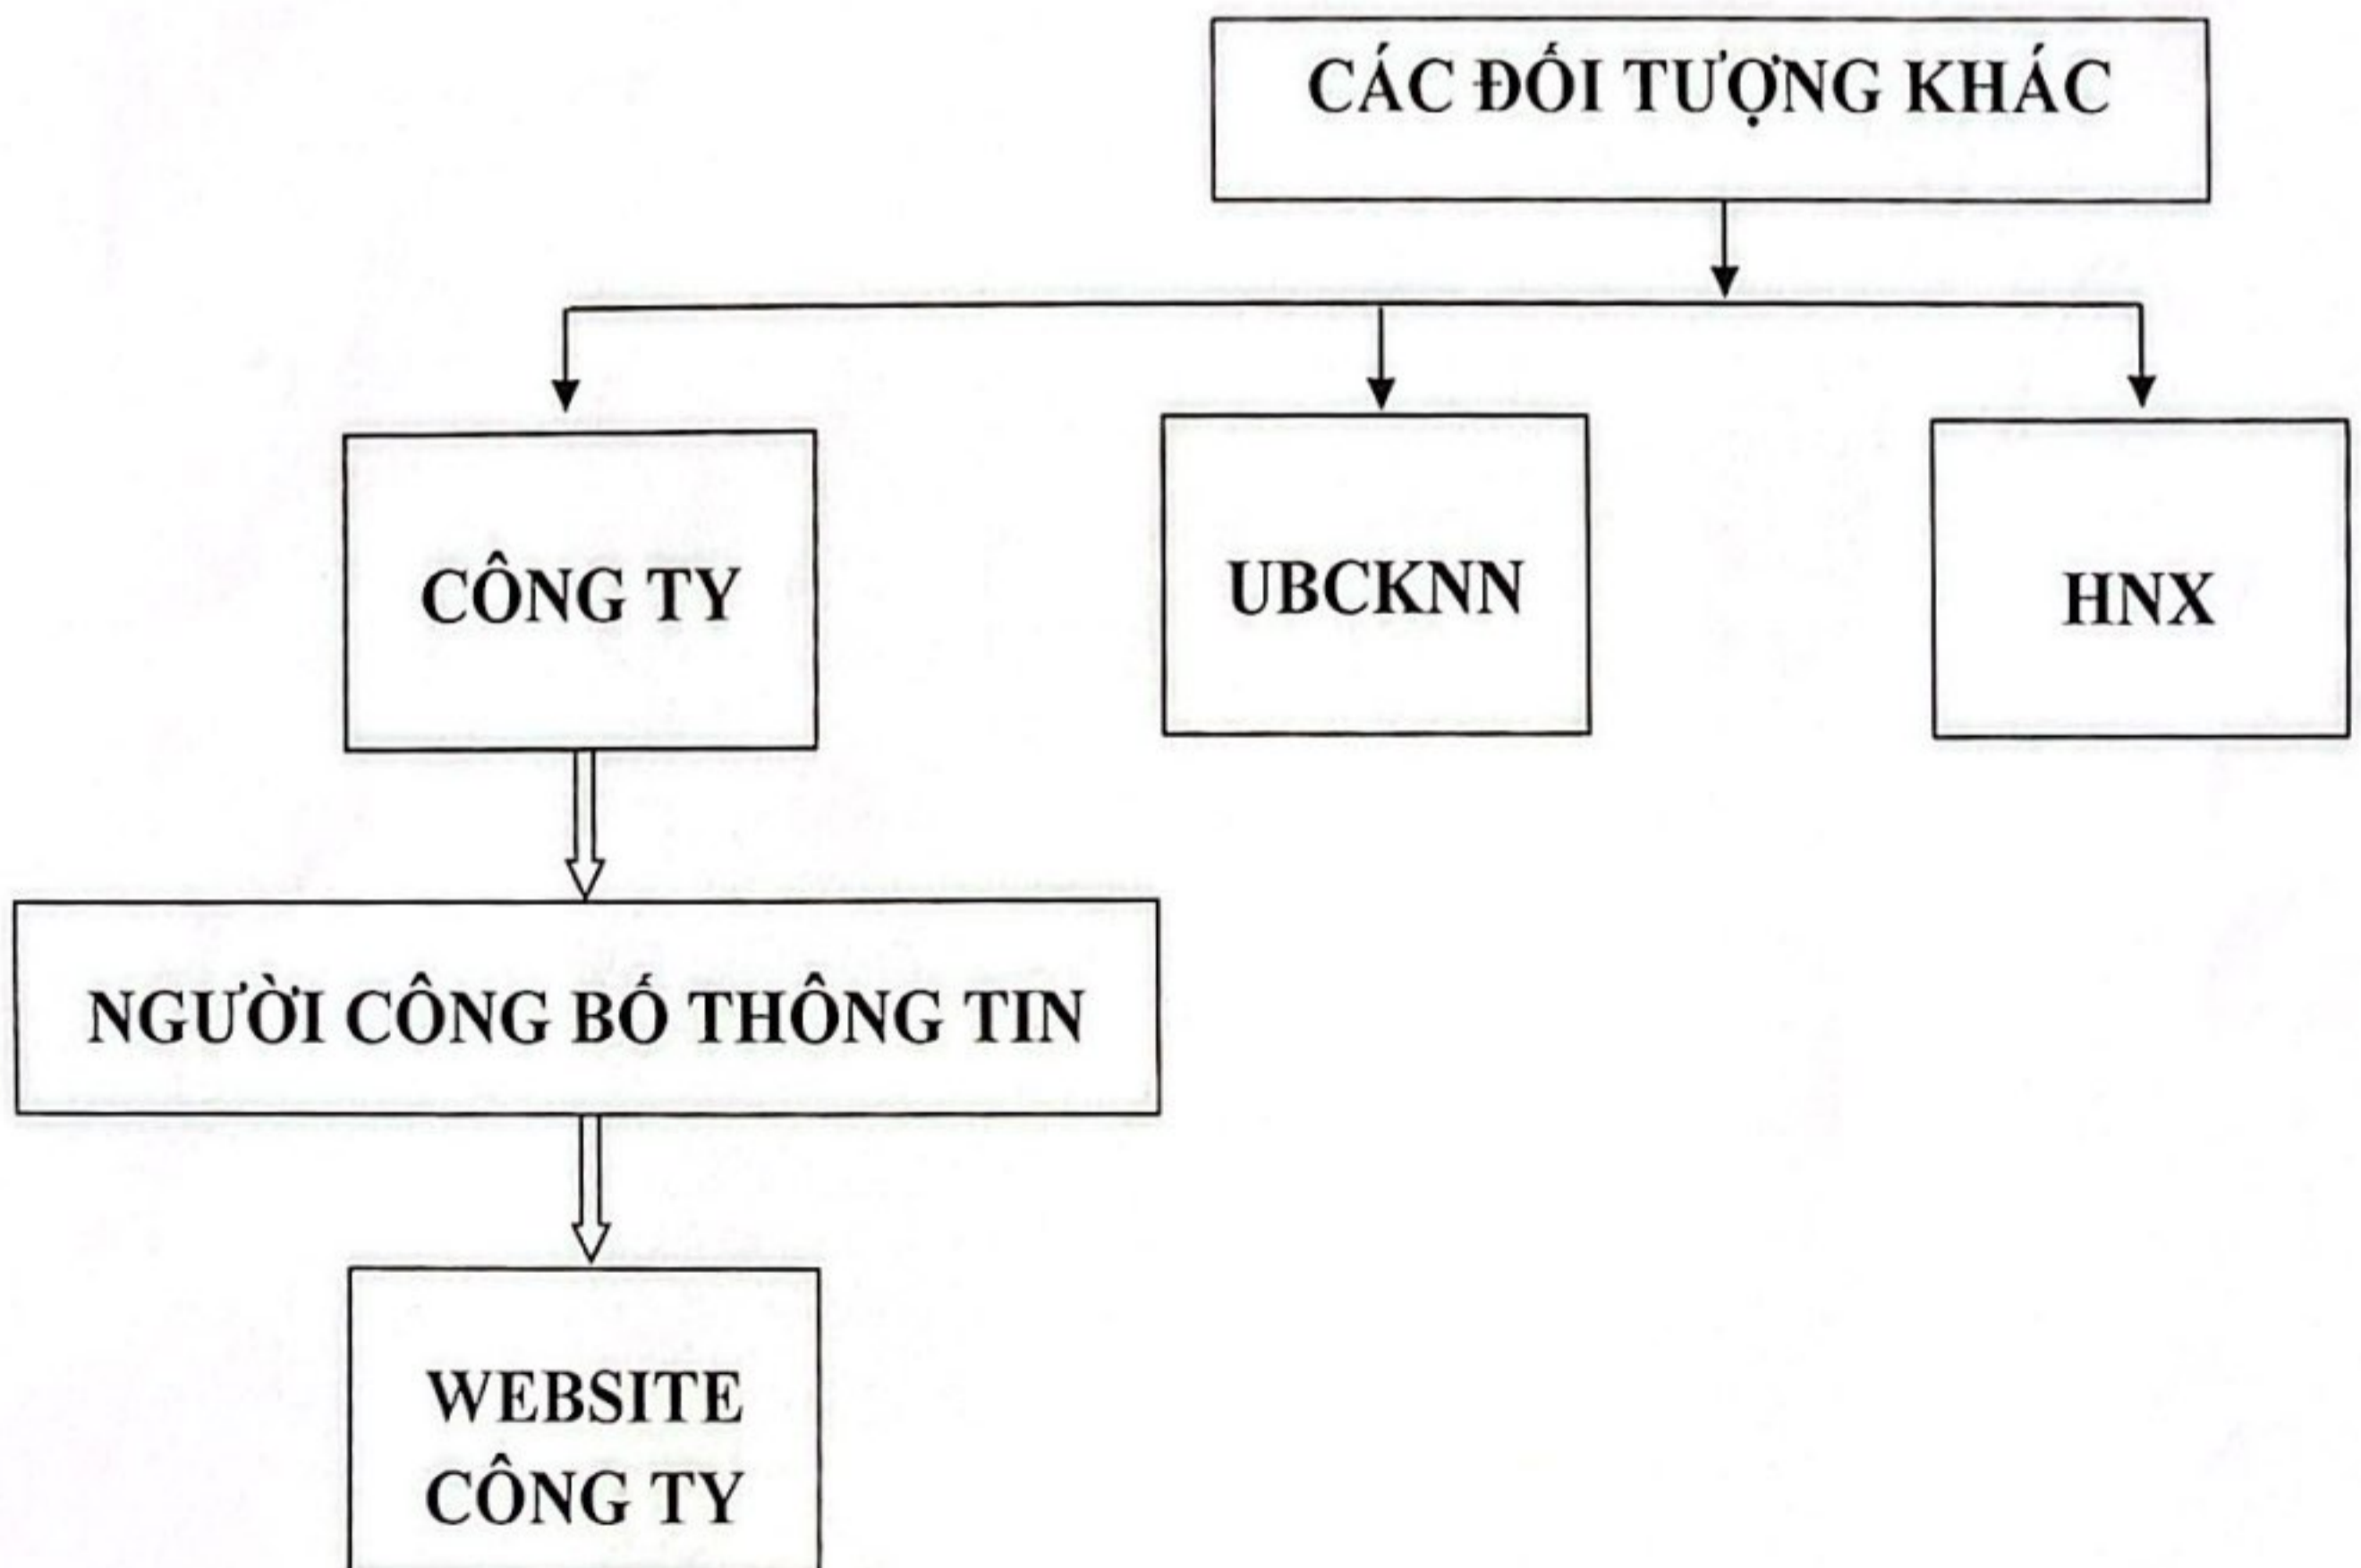 CÁC ĐỐI TƯỢNG KHÁC
CÔNG TY
UBCKNN
HNX
NGƯỜI CÔNG BỐ THÔNG TIN
WEBSITE
CÔNG TY